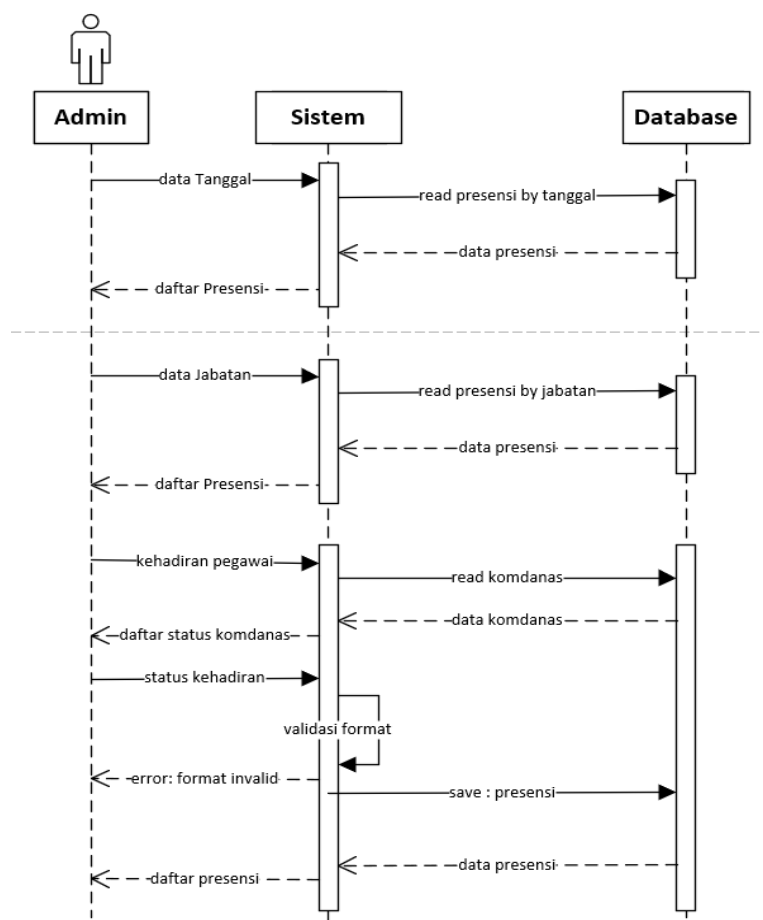 Admin
Sistem
Database
data Tanggal
read presensi by tanggal
data presensi
daftar Presensi
data Jabatan
read presensi by jabatan
data presensi
daftar Presensi
kehadiran pegawai
read komdanas
data komdanas
daftar status komdanas
status kehadiran
validasi format
error: format invalid
save : presensi
data presensi
daftar presensi